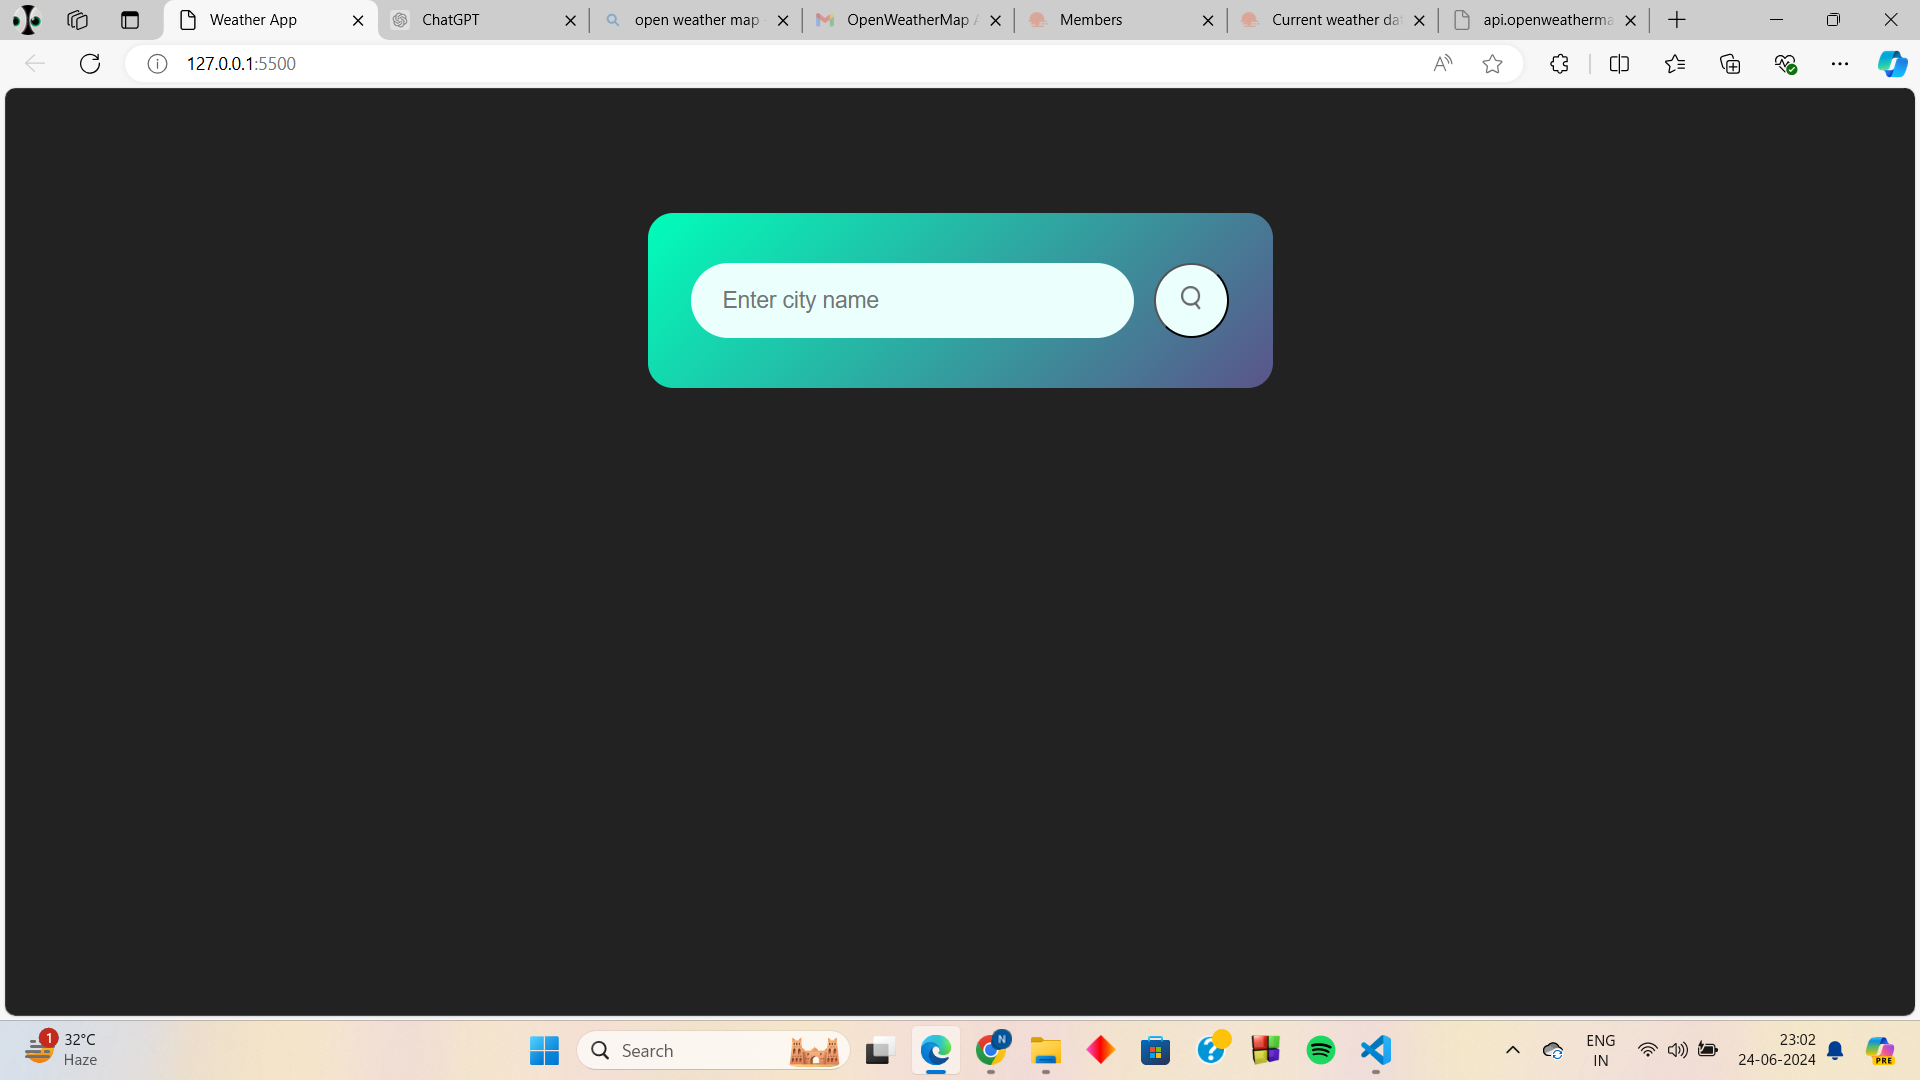 Weather App
ChatGPT
open weather map
OpenWeatherMap
Members
Current weather da
api.openweatherma
127.0.0.1:5500
Enter city name
1
32°C
Haze
Search
N
ENG
IN
23:02
24-06-2024
PRE